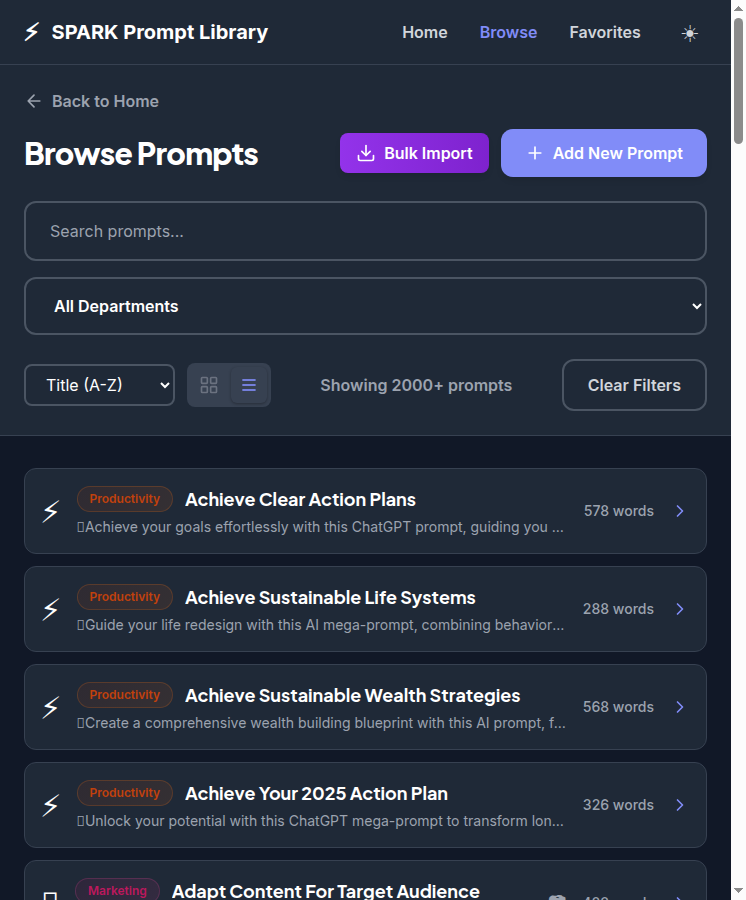 SPARK Prompt Library
Home
Browse
Favorites
Back to Home
Browse Prompts
Bulk Import
Add New Prompt
Search prompts...
All Departments
Title (A-Z)
Showing 2000+ prompts
Clear Filters
Productivity
Achieve Clear Action Plans
Achieve your goals effortlessly with this ChatGPT prompt, guiding you ...
578 words
Productivity
Achieve Sustainable Life Systems
Guide your life redesign with this AI mega-prompt, combining behavior...
288 words
Productivity
Achieve Sustainable Wealth Strategies
Create a comprehensive wealth building blueprint with this AI prompt, f...
568 words
Productivity
Achieve Your 2025 Action Plan
Unlock your potential with this ChatGPT mega-prompt to transform lon...
326 words
Marketing
Adapt Content For Target Audience